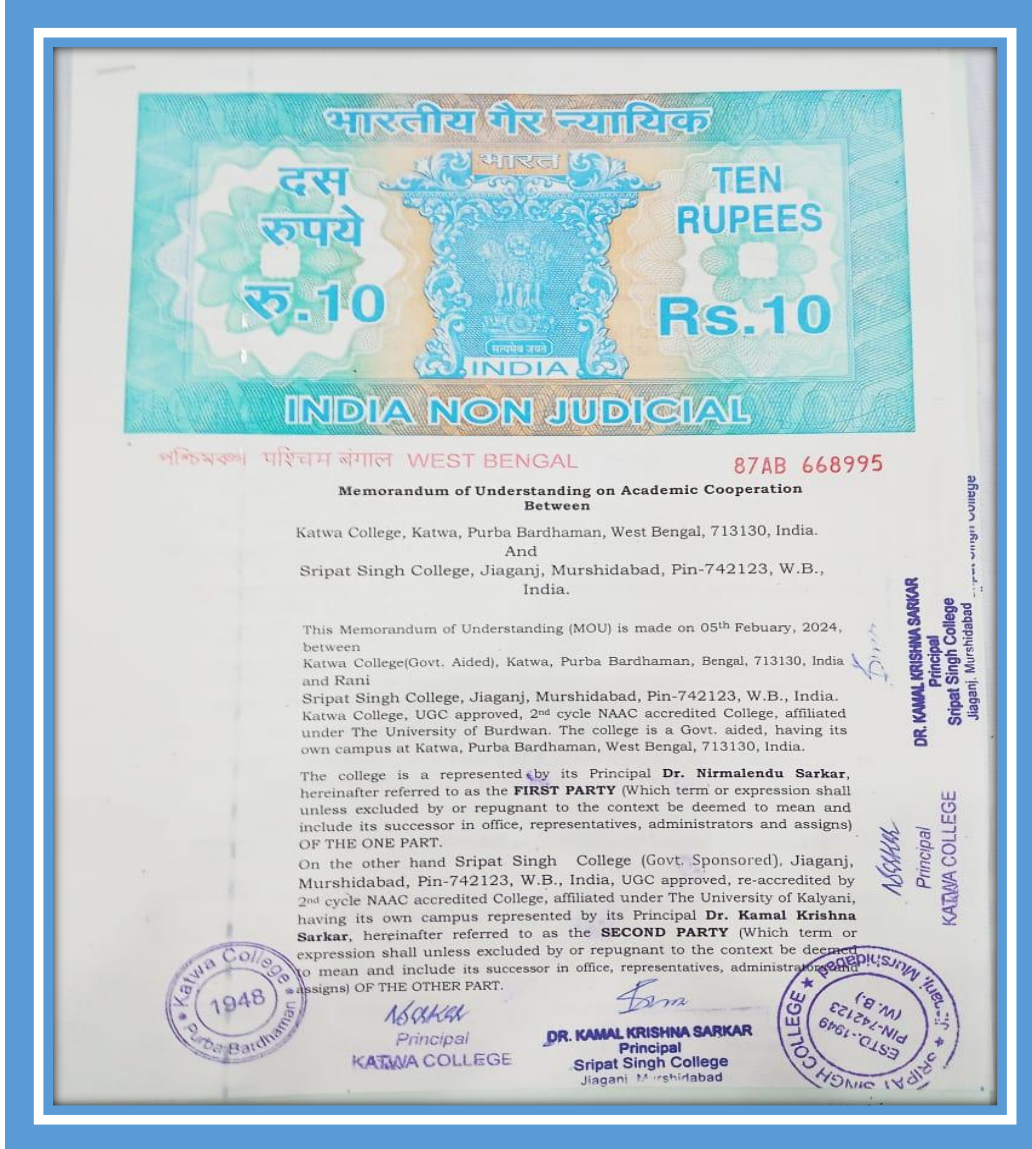 भारतीय गैर न्यायिक
भारत
दस
रुपये
रु.10
TEN
RUPEES
Rs.10
सत्यमेव जयते
INDIA
INDIA NON JUDICIAL
পশ্চিমবঙ্গ पश्चिम बंगाल WEST BENGAL
87AB 668995
Memorandum of Understanding on Academic Cooperation
Between
Katwa College, Katwa, Purba Bardhaman, West Bengal, 713130, India.
And
Sripat Singh College, Jiaganj, Murshidabad, Pin-742123, W.B.,
India.
This Memorandum of Understanding (MOU) is made on 05th Febuary, 2024,
between
Katwa College(Govt. Aided), Katwa, Purba Bardhaman, Bengal, 713130, India
and Rani
Sripat Singh College, Jiaganj, Murshidabad, Pin-742123, W.B., India.
Katwa College, UGC approved, 2nd cycle NAAC accredited College, affiliated
under The University of Burdwan. The college is a Govt. aided, having its
own campus at Katwa, Purba Bardhaman, West Bengal, 713130, India.
The college is a represented by its Principal Dr. Nirmalendu Sarkar,
hereinafter referred to as the FIRST PARTY (Which term or expression shall
unless excluded by or repugnant to the context be deemed to mean and
include its successor in office, representatives, administrators and assigns)
OF THE ONE PART.
On the other hand Sripat Singh College (Govt. Sponsored), Jiaganj,
Murshidabad, Pin-742123, W.B., India, UGC approved, re-accredited by
2nd cycle NAAC accredited College, affiliated under The University of Kalyani,
having its own campus represented by its Principal Dr. Kamal Krishna
Sarkar, hereinafter referred to as the SECOND PARTY (Which term or
expression shall unless excluded by or repugnant to the context be deemed
to mean and include its successor in office, representatives, administrators and
assigns) OF THE OTHER PART.
Principal
KATWA COLLEGE
DR. KAMAL KRISHNA SARKAR
Principal
Sripat Singh College
Jiaganj Murshidabad
Katwa College
1948
Purba Bardhaman
SRIPAT SINGH COLLEGE
Jiaganj, Murshidabad
ESTD.-1949
PIN-742123
(W. B.)
DR. KAMAL KRISHNA SARKAR
Principal
Sripat Singh College
Jiaganj, Murshidabad
Sripat Singh College
Principal
KATWA COLLEGE